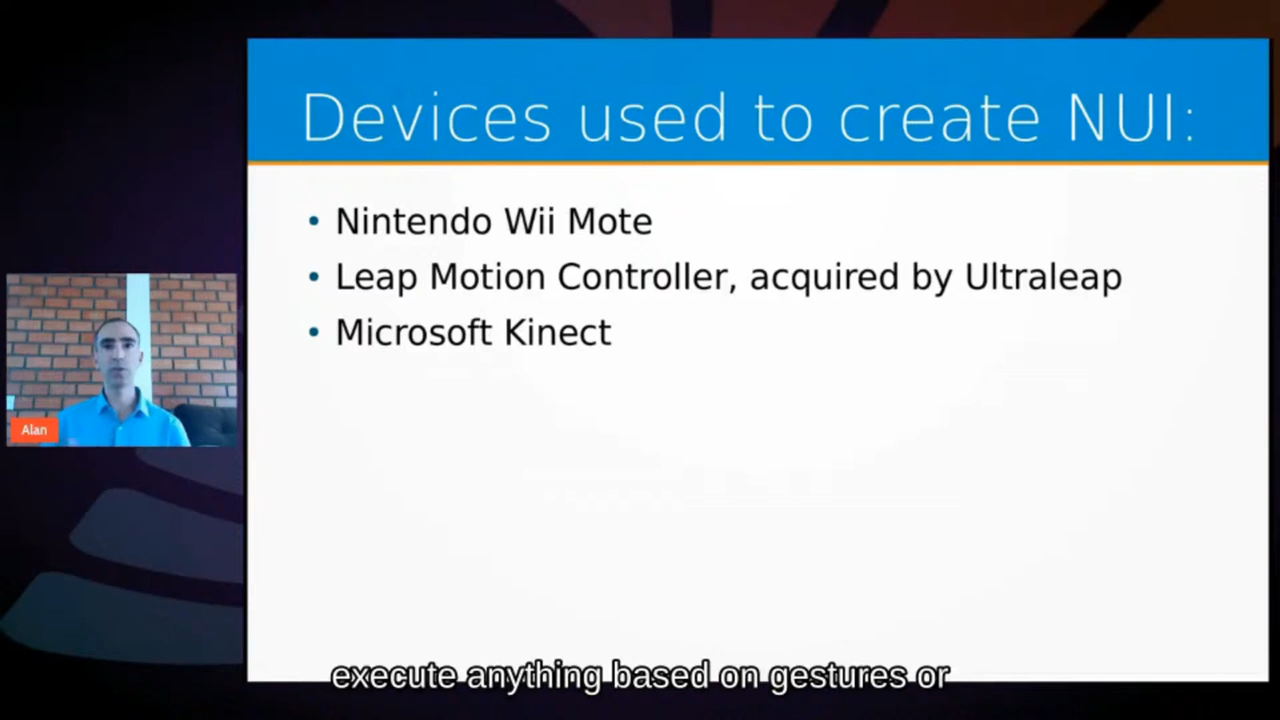 Devices used to create NUI:
• Nintendo Wii Mote
• Leap Motion Controller, acquired by Ultraleap
• Microsoft Kinect
Alan
execute anything based on gestures or